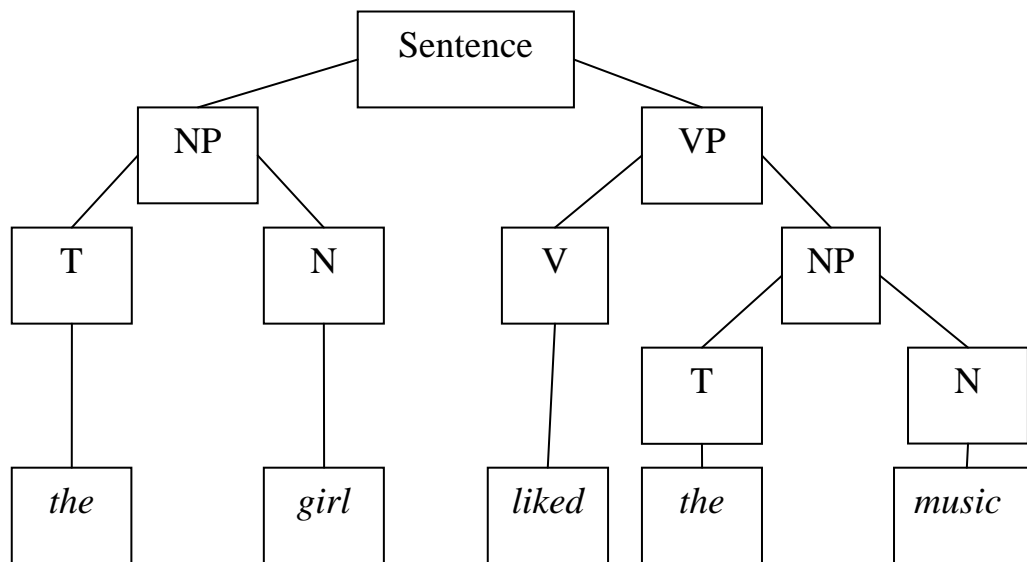 Sentence
NP VP
T N V NP
T N
the girl liked the music